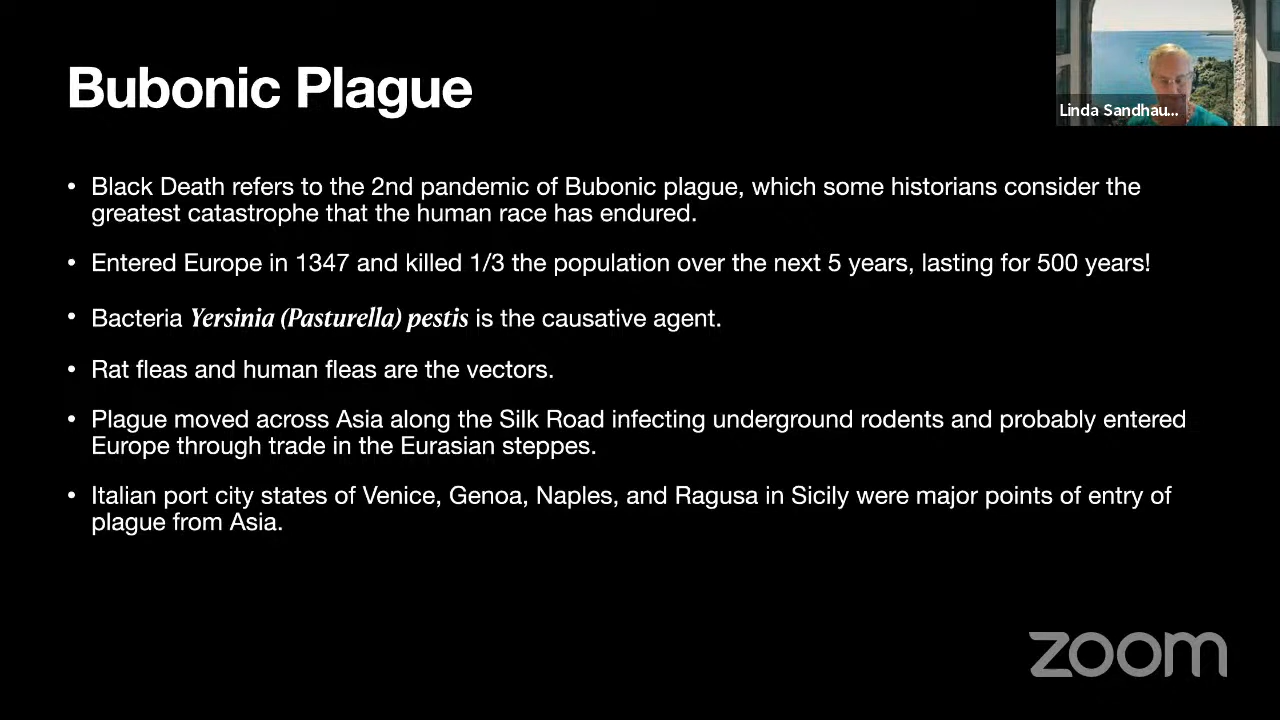 Bubonic Plague
Linda Sandhau...
• Black Death refers to the 2nd pandemic of Bubonic plague, which some historians consider the
greatest catastrophe that the human race has endured.
• Entered Europe in 1347 and killed 1/3 the population over the next 5 years, lasting for 500 years!
• Bacteria Yersinia (Pasturella) pestis is the causative agent.
• Rat fleas and human fleas are the vectors.
• Plague moved across Asia along the Silk Road infecting underground rodents and probably entered
Europe through trade in the Eurasian steppes.
• Italian port city states of Venice, Genoa, Naples, and Ragusa in Sicily were major points of entry of
plague from Asia.
zoom